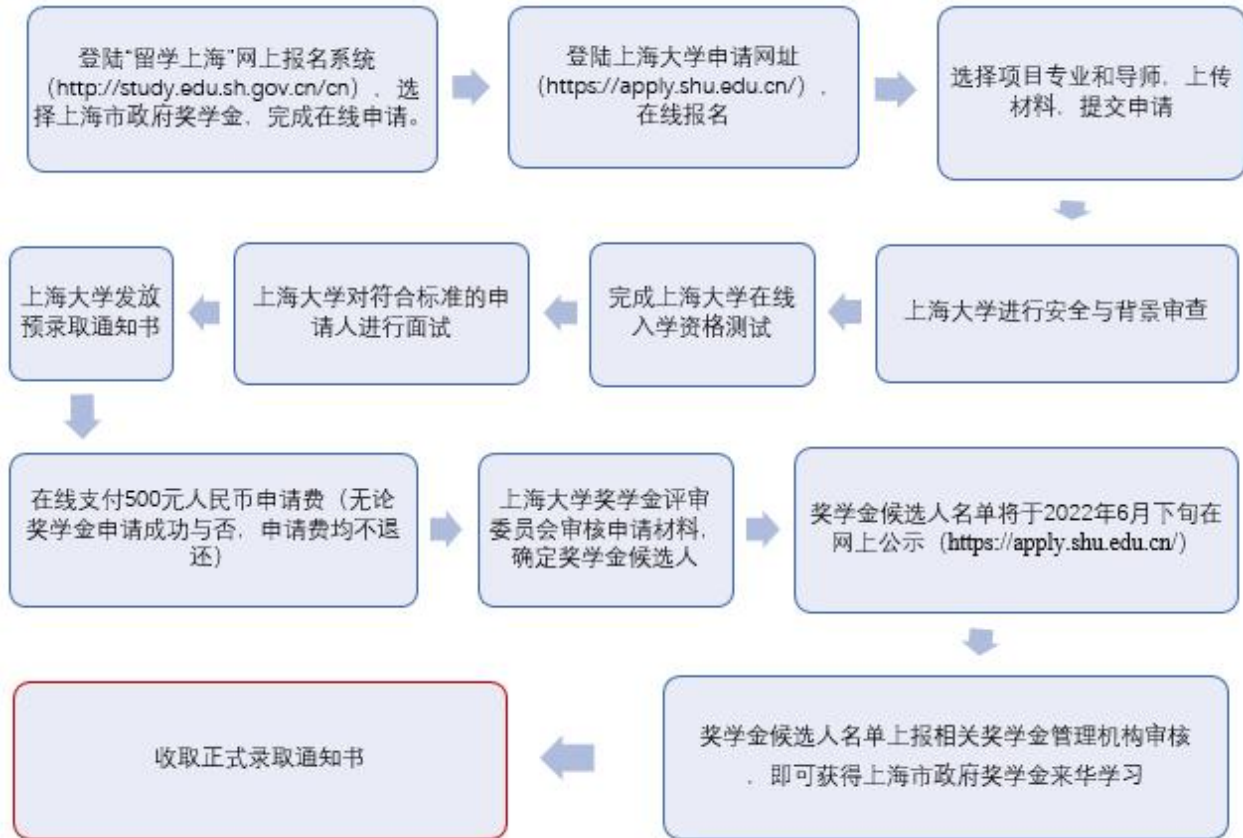 登陆“留学上海”网上报名系统
（http://study.edu.sh.gov.cn/cn）、选
择上海市政府奖学金、完成在线申请。
登陆上海大学申请网址
（https://apply.shu.edu.cn/）、
在线报名
选择项目专业和导师、上传
材料、提交申请
上海大学进行安全与背景审查
完成上海大学在线
入学资格测试
上海大学对符合标准的申
请人进行面试
上海大学发放
预录取通知书
在线支付500元人民币申请费（无论
奖学金申请成功与否，申请费均不退
还）
上海大学奖学金评审
委员会审核申请材料、
确定奖学金候选人
奖学金候选人名单将于2022年6月下旬在
网上公示（https://apply.shu.edu.cn/）
奖学金候选人名单上报相关奖学金管理机构审核
、即可获得上海市政府奖学金来华学习
收取正式录取通知书